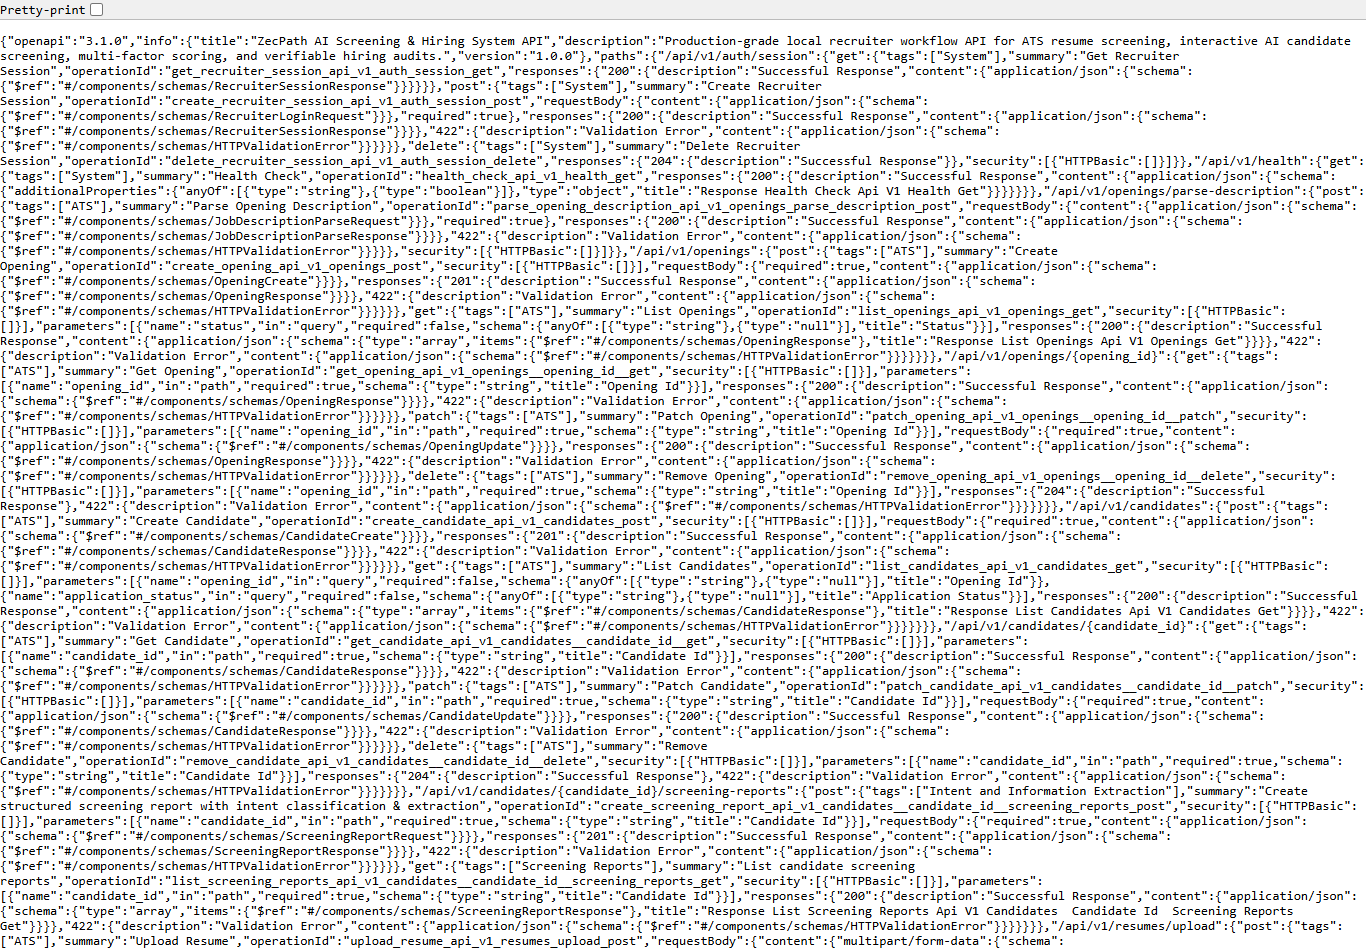 Pretty-print
{"openapi":"3.1.0","info":{"title":"ZecPath AI Screening & Hiring System API","description":"Production-grade local recruiter workflow API for ATS resume screening, interactive AI candidate
screening, multi-factor scoring, and verifiable hiring audits.","version":"1.0.0"},"paths":{"/api/v1/auth/session":{"get":{"tags":["System"],"summary":"Get Recruiter
Session","operationId":"get_recruiter_session_api_v1_auth_session_get","responses":{"200":{"description":"Successful Response","content":{"application/json":{"schema":
{"$ref":"#/components/schemas/RecruiterSessionResponse"}}}}}},"post":{"tags":["System"],"summary":"Create Recruiter
Session","operationId":"create_recruiter_session_api_v1_auth_session_post","requestBody":{"content":{"application/json":{"schema":
{"$ref":"#/components/schemas/RecruiterLoginRequest"}}},"required":true},"responses":{"200":{"description":"Successful Response","content":{"application/json":{"schema":
{"$ref":"#/components/schemas/RecruiterSessionResponse"}}}},"422":{"description":"Validation Error","content":{"application/json":{"schema":
{"$ref":"#/components/schemas/HTTPValidationError"}}}}}},"delete":{"tags":["System"],"summary":"Delete Recruiter
Session","operationId":"delete_recruiter_session_api_v1_auth_session_delete","responses":{"204":{"description":"Successful Response"}},"security":[{"HTTPBasic":[]}]}},"/api/v1/health":{"get":
{"tags":["System"],"summary":"Health Check","operationId":"health_check_api_v1_health_get","responses":{"200":{"description":"Successful Response","content":{"application/json":{"schema":
{"additionalProperties":{"anyOf":[{"type":"string"},{"type":"boolean"}]},"type":"object","title":"Response Health Check Api V1 Health Get"}}}}}}},"/api/v1/openings/parse-description":{"post":
{"tags":["ATS"],"summary":"Parse Opening Description","operationId":"parse_opening_description_api_v1_openings_parse_description_post","requestBody":{"content":{"application/json":{"schema":
{"$ref":"#/components/schemas/JobDescriptionParseRequest"}}},"required":true},"responses":{"200":{"description":"Successful Response","content":{"application/json":{"schema":
{"$ref":"#/components/schemas/JobDescriptionParseResponse"}}}},"422":{"description":"Validation Error","content":{"application/json":{"schema":
{"$ref":"#/components/schemas/HTTPValidationError"}}}}},"security":[{"HTTPBasic":[]}]}},"/api/v1/openings":{"post":{"tags":["ATS"],"summary":"Create
Opening","operationId":"create_opening_api_v1_openings_post","security":[{"HTTPBasic":[]}],"requestBody":{"required":true,"content":{"application/json":{"schema":
{"$ref":"#/components/schemas/OpeningCreate"}}}},"responses":{"201":{"description":"Successful Response","content":{"application/json":{"schema":
{"$ref":"#/components/schemas/OpeningResponse"}}}},"422":{"description":"Validation Error","content":{"application/json":{"schema":
{"$ref":"#/components/schemas/HTTPValidationError"}}}}}},"get":{"tags":["ATS"],"summary":"List Openings","operationId":"list_openings_api_v1_openings_get","security":[{"HTTPBasic":
[]}],"parameters":[{"name":"status","in":"query","required":false,"schema":{"anyOf":[{"type":"string"},{"type":"null"}],"title":"Status"}}],"responses":{"200":{"description":"Successful
Response","content":{"application/json":{"schema":{"type":"array","items":{"$ref":"#/components/schemas/OpeningResponse"},"title":"Response List Openings Api V1 Openings Get"}}}},"422":
{"description":"Validation Error","content":{"application/json":{"schema":{"$ref":"#/components/schemas/HTTPValidationError"}}}}}}},"/api/v1/openings/{opening_id}":{"get":{"tags":
["ATS"],"summary":"Get Opening","operationId":"get_opening_api_v1_openings__opening_id__get","security":[{"HTTPBasic":[]}],"parameters":
[{"name":"opening_id","in":"path","required":true,"schema":{"type":"string","title":"Opening Id"}}],"responses":{"200":{"description":"Successful Response","content":{"application/json":
{"schema":{"$ref":"#/components/schemas/OpeningResponse"}}}},"422":{"description":"Validation Error","content":{"application/json":{"schema":
{"$ref":"#/components/schemas/HTTPValidationError"}}}}}},"patch":{"tags":["ATS"],"summary":"Patch Opening","operationId":"patch_opening_api_v1_openings__opening_id__patch","security":
[{"HTTPBasic":[]}],"parameters":[{"name":"opening_id","in":"path","required":true,"schema":{"type":"string","title":"Opening Id"}}],"requestBody":{"required":true,"content":
{"application/json":{"schema":{"$ref":"#/components/schemas/OpeningUpdate"}}}},"responses":{"200":{"description":"Successful Response","content":{"application/json":{"schema":
{"$ref":"#/components/schemas/OpeningResponse"}}}},"422":{"description":"Validation Error","content":{"application/json":{"schema":
{"$ref":"#/components/schemas/HTTPValidationError"}}}}}},"delete":{"tags":["ATS"],"summary":"Remove Opening","operationId":"remove_opening_api_v1_openings__opening_id__delete","security":
[{"HTTPBasic":[]}],"parameters":[{"name":"opening_id","in":"path","required":true,"schema":{"type":"string","title":"Opening Id"}}],"responses":{"204":{"description":"Successful
Response"},"422":{"description":"Validation Error","content":{"application/json":{"schema":{"$ref":"#/components/schemas/HTTPValidationError"}}}}}}},"/api/v1/candidates":{"post":{"tags":
["ATS"],"summary":"Create Candidate","operationId":"create_candidate_api_v1_candidates_post","security":[{"HTTPBasic":[]}],"requestBody":{"required":true,"content":{"application/json":
{"schema":{"$ref":"#/components/schemas/CandidateCreate"}}}},"responses":{"201":{"description":"Successful Response","content":{"application/json":{"schema":
{"$ref":"#/components/schemas/CandidateResponse"}}}},"422":{"description":"Validation Error","content":{"application/json":{"schema":
{"$ref":"#/components/schemas/HTTPValidationError"}}}}}},"get":{"tags":["ATS"],"summary":"List Candidates","operationId":"list_candidates_api_v1_candidates_get","security":[{"HTTPBasic":
[]}],"parameters":[{"name":"opening_id","in":"query","required":false,"schema":{"anyOf":[{"type":"string"},{"type":"null"}],"title":"Opening Id"}},
{"name":"application_status","in":"query","required":false,"schema":{"anyOf":[{"type":"string"},{"type":"null"}],"title":"Application Status"}}],"responses":{"200":{"description":"Successful
Response","content":{"application/json":{"schema":{"type":"array","items":{"$ref":"#/components/schemas/CandidateResponse"},"title":"Response List Candidates Api V1 Candidates Get"}}}},"422":
{"description":"Validation Error","content":{"application/json":{"schema":{"$ref":"#/components/schemas/HTTPValidationError"}}}}}}},"/api/v1/candidates/{candidate_id}":{"get":{"tags":
["ATS"],"summary":"Get Candidate","operationId":"get_candidate_api_v1_candidates__candidate_id__get","security":[{"HTTPBasic":[]}],"parameters":
[{"name":"candidate_id","in":"path","required":true,"schema":{"type":"string","title":"Candidate Id"}}],"responses":{"200":{"description":"Successful Response","content":{"application/json":
{"schema":{"$ref":"#/components/schemas/CandidateResponse"}}}},"422":{"description":"Validation Error","content":{"application/json":{"schema":
{"$ref":"#/components/schemas/HTTPValidationError"}}}}}},"patch":{"tags":["ATS"],"summary":"Patch Candidate","operationId":"patch_candidate_api_v1_candidates__candidate_id__patch","security":
[{"HTTPBasic":[]}],"parameters":[{"name":"candidate_id","in":"path","required":true,"schema":{"type":"string","title":"Candidate Id"}}],"requestBody":{"required":true,"content":
{"application/json":{"schema":{"$ref":"#/components/schemas/CandidateUpdate"}}}},"responses":{"200":{"description":"Successful Response","content":{"application/json":{"schema":
{"$ref":"#/components/schemas/CandidateResponse"}}}},"422":{"description":"Validation Error","content":{"application/json":{"schema":
{"$ref":"#/components/schemas/HTTPValidationError"}}}}}},"delete":{"tags":["ATS"],"summary":"Remove
Candidate","operationId":"remove_candidate_api_v1_candidates__candidate_id__delete","security":[{"HTTPBasic":[]}],"parameters":[{"name":"candidate_id","in":"path","required":true,"schema":
{"type":"string","title":"Candidate Id"}}],"responses":{"204":{"description":"Successful Response"},"422":{"description":"Validation Error","content":{"application/json":{"schema":
{"$ref":"#/components/schemas/HTTPValidationError"}}}}}}},"/api/v1/candidates/{candidate_id}/screening-reports":{"post":{"tags":["Intent and Information Extraction"],"summary":"Create
structured screening report with intent classification & extraction","operationId":"create_screening_report_api_v1_candidates__candidate_id__screening_reports_post","security":[{"HTTPBasic":
[]}],"parameters":[{"name":"candidate_id","in":"path","required":true,"schema":{"type":"string","title":"Candidate Id"}}],"requestBody":{"required":true,"content":{"application/json":
{"schema":{"$ref":"#/components/schemas/ScreeningReportRequest"}}}},"responses":{"201":{"description":"Successful Response","content":{"application/json":{"schema":
{"$ref":"#/components/schemas/ScreeningReportResponse"}}}},"422":{"description":"Validation Error","content":{"application/json":{"schema":
{"$ref":"#/components/schemas/HTTPValidationError"}}}}}},"get":{"tags":["Screening Reports"],"summary":"List candidate screening
reports","operationId":"list_screening_reports_api_v1_candidates__candidate_id__screening_reports_get","security":[{"HTTPBasic":[]}],"parameters":
[{"name":"candidate_id","in":"path","required":true,"schema":{"type":"string","title":"Candidate Id"}}],"responses":{"200":{"description":"Successful Response","content":{"application/json":
{"schema":{"type":"array","items":{"$ref":"#/components/schemas/ScreeningReportResponse"},"title":"Response List Screening Reports Api V1 Candidates  Candidate Id  Screening Reports
Get"}}}},"422":{"description":"Validation Error","content":{"application/json":{"schema":{"$ref":"#/components/schemas/HTTPValidationError"}}}}}}},"/api/v1/resumes/upload":{"post":{"tags":
["ATS"],"summary":"Upload Resume","operationId":"upload_resume_api_v1_resumes_upload_post","requestBody":{"content":{"multipart/form-data":{"schema":